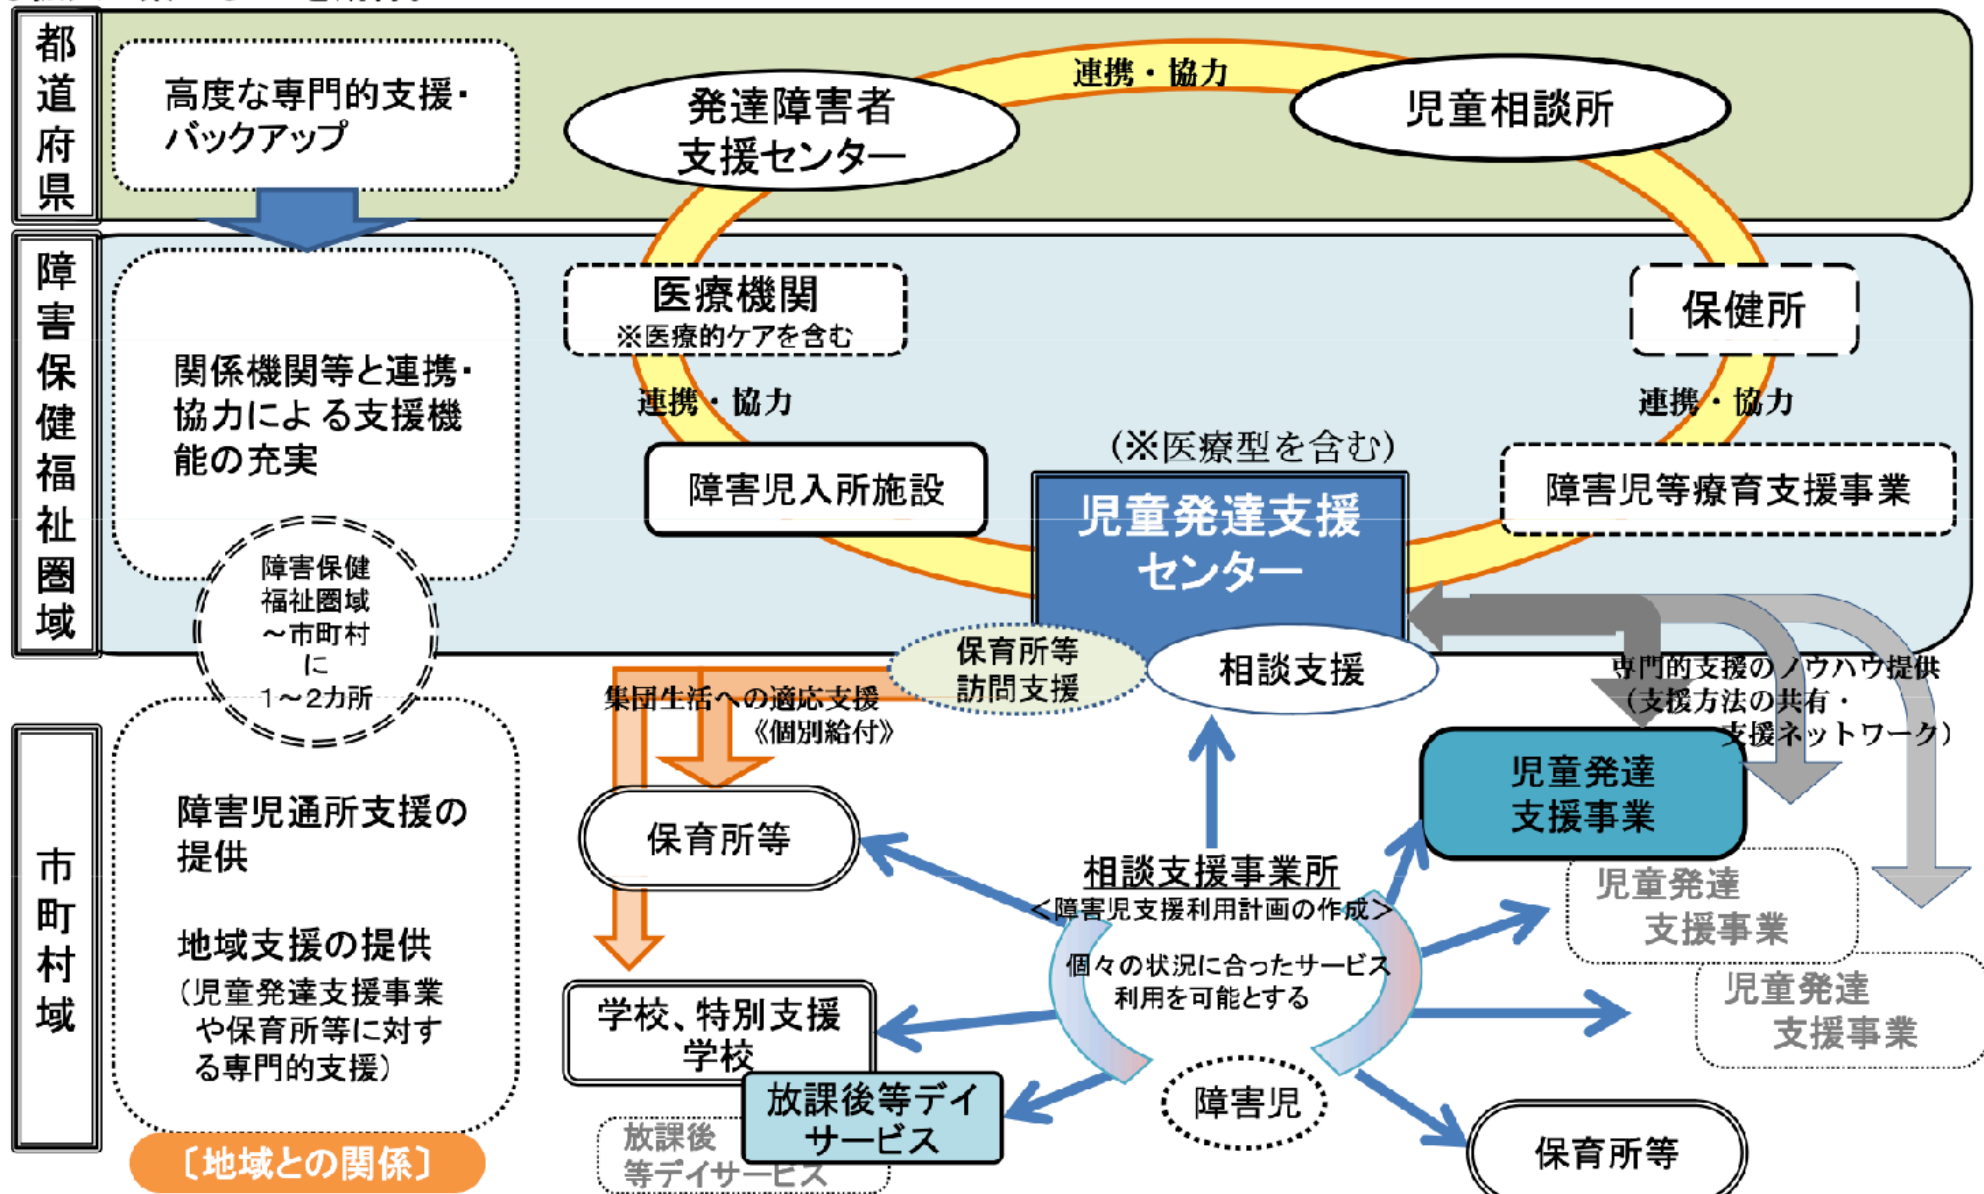 都道府県
高度な専門的支援・
バックアップ
発達障害者
支援センター
連携・協力
児童相談所
障害保健福祉圏域
関係機関等と連携・
協力による支援機
能の充実
医療機関
※医療的ケアを含む
保健所
連携・協力
連携・協力
障害児入所施設
(※医療型を含む)
児童発達支援
センター
障害児等療育支援事業
障害保健
福祉圏域
～市町村
に
1～2カ所
保育所等
訪問支援
相談支援
集団生活への適応支援
《個別給付》
専門的支援のノウハウ提供
(支援方法の共有・
支援ネットワーク)
市町村域
障害児通所支援の
提供
地域支援の提供
(児童発達支援事業
や保育所等に対す
る専門的支援)
〔地域との関係〕
保育所等
児童発達
支援事業
相談支援事業所
<障害児支援利用計画の作成>
個々の状況に合ったサービス
利用を可能とする
児童発達
支援事業
児童発達
支援事業
学校、特別支援
学校
放課後等デイ
サービス
放課後
等デイサービス
障害児
保育所等